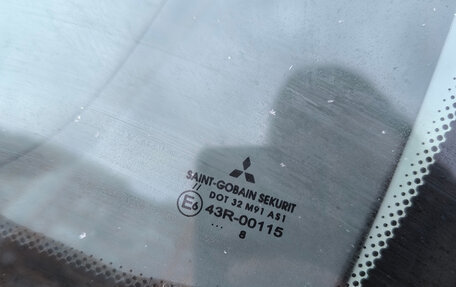 SAINT-GOBAIN SEKURIT
//
DOT 32 M91 AS1
E6 43R-00115
...
8